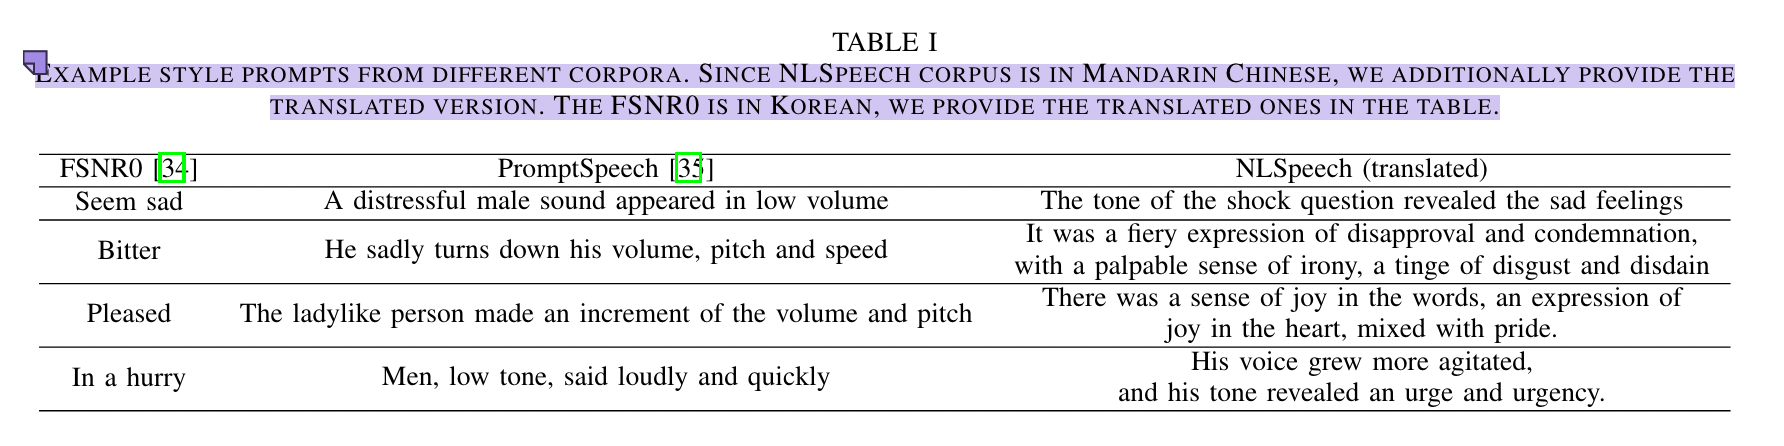 TABLE I
EXAMPLE STYLE PROMPTS FROM DIFFERENT CORPORA. SINCE NLSPEECH CORPUS IS IN MANDARIN CHINESE, WE ADDITIONALLY PROVIDE THE
TRANSLATED VERSION. THE FSNR0 IS IN KOREAN, WE PROVIDE THE TRANSLATED ONES IN THE TABLE.
FSNR0 [34] PromptSpeech [35] NLSpeech (translated)
Seem sad A distressful male sound appeared in low volume The tone of the shock question revealed the sad feelings
Bitter He sadly turns down his volume, pitch and speed It was a fiery expression of disapproval and condemnation,
with a palpable sense of irony, a tinge of disgust and disdain
Pleased The ladylike person made an increment of the volume and pitch There was a sense of joy in the words, an expression of
joy in the heart, mixed with pride.
In a hurry Men, low tone, said loudly and quickly His voice grew more agitated,
and his tone revealed an urge and urgency.